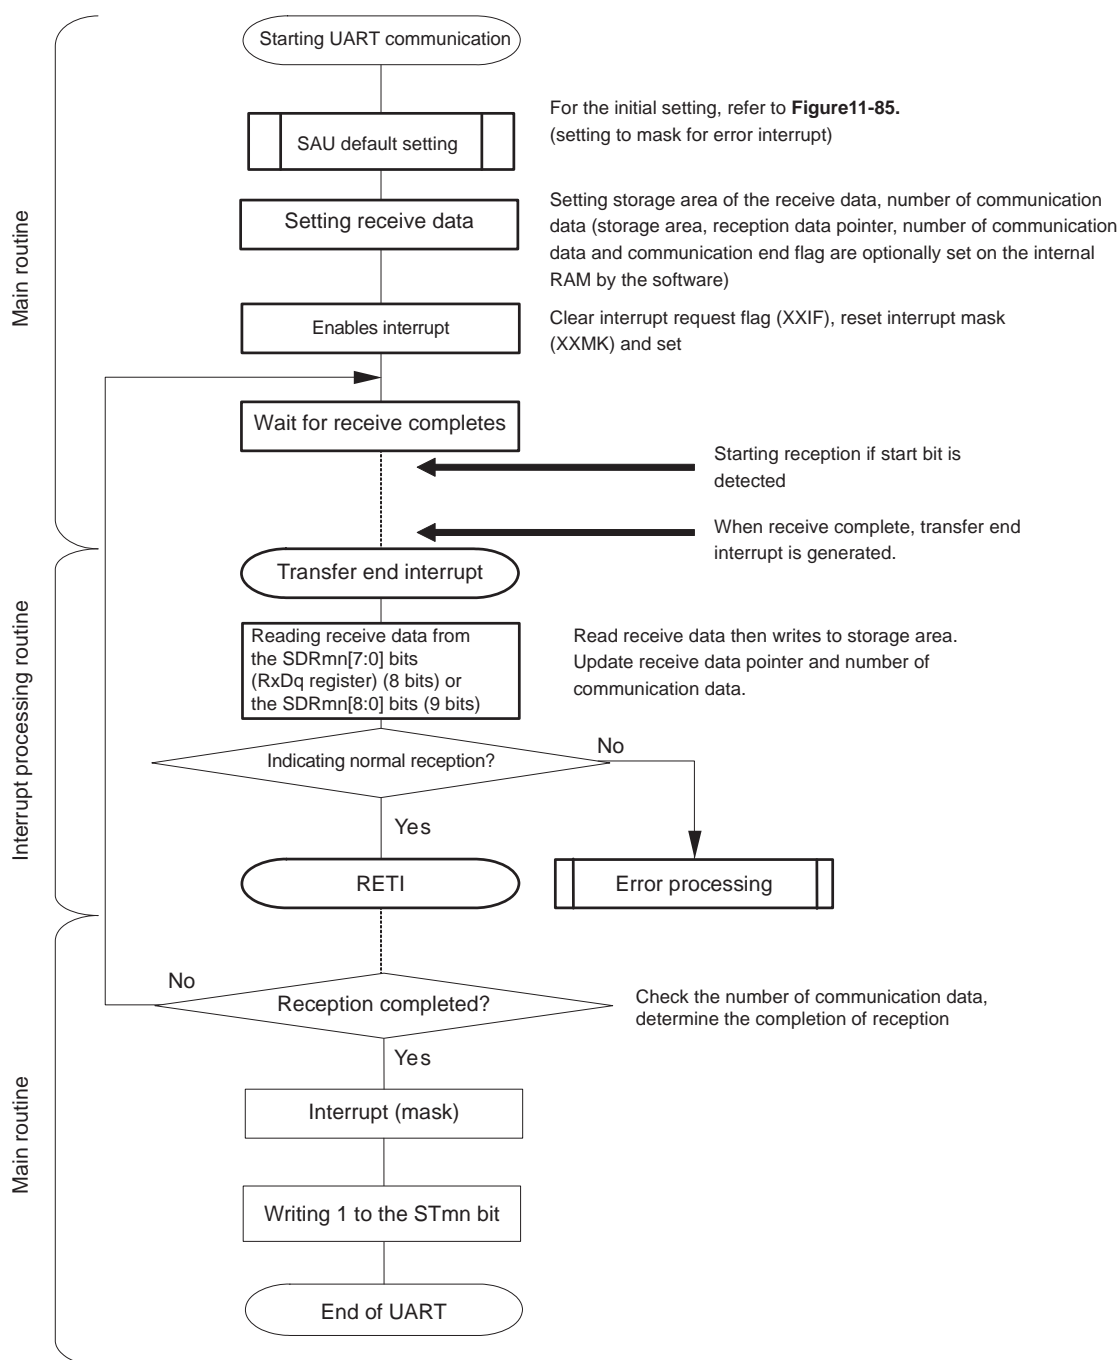 Starting UART communication
For the initial setting, refer to Figure11-85.
(setting to mask for error interrupt)
SAU default setting
Setting storage area of the receive data, number of communication
data (storage area, reception data pointer, number of communication
data and communication end flag are optionally set on the internal
RAM by the software)
Setting receive data
Main routine
Enables interrupt
Clear interrupt request flag (XXIF), reset interrupt mask
(XXMK) and set
Wait for receive completes
Starting reception if start bit is
detected
When receive complete, transfer end
interrupt is generated.
Transfer end interrupt
Reading receive data from
the SDRmn[7:0] bits
(RxDq register) (8 bits) or
the SDRmn[8:0] bits (9 bits)
Read receive data then writes to storage area.
Update receive data pointer and number of
communication data.
Interrupt processing routine
Indicating normal reception?
No
Yes
RETI
Error processing
No
Reception completed?
Check the number of communication data,
determine the completion of reception
Yes
Main routine
Interrupt (mask)
Writing 1 to the STmn bit
End of UART